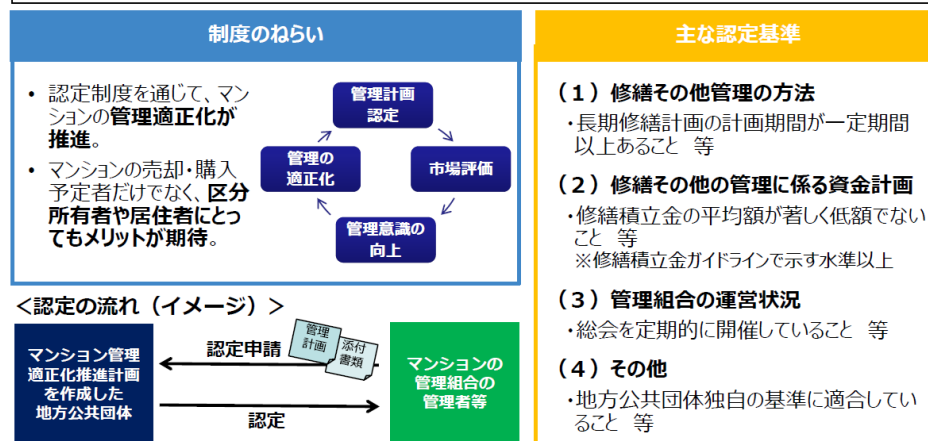 制度のねらい
• 認定制度を通じて、マン
ションの管理適正化が
推進。
• マンションの売却・購入
予定者だけでなく、区分
所有者や居住者にとっ
てもメリットが期待。
管理計画
認定
市場評価
管理意識の
向上
管理の
適正化
＜認定の流れ（イメージ）＞
マンション管理
適正化推進計画
を作成した
地方公共団体
認定申請
管理
計画
添付
書類
認定
マンションの
管理組合の
管理者等
主な認定基準
（１）修繕その他管理の方法
・長期修繕計画の計画期間が一定期間
以上あること 等
（２）修繕その他の管理に係る資金計画
・修繕積立金の平均額が著しく低額でない
こと 等
※修繕積立金ガイドラインで示す水準以上
（３）管理組合の運営状況
・総会を定期的に開催していること 等
（４）その他
・地方公共団体独自の基準に適合してい
ること 等